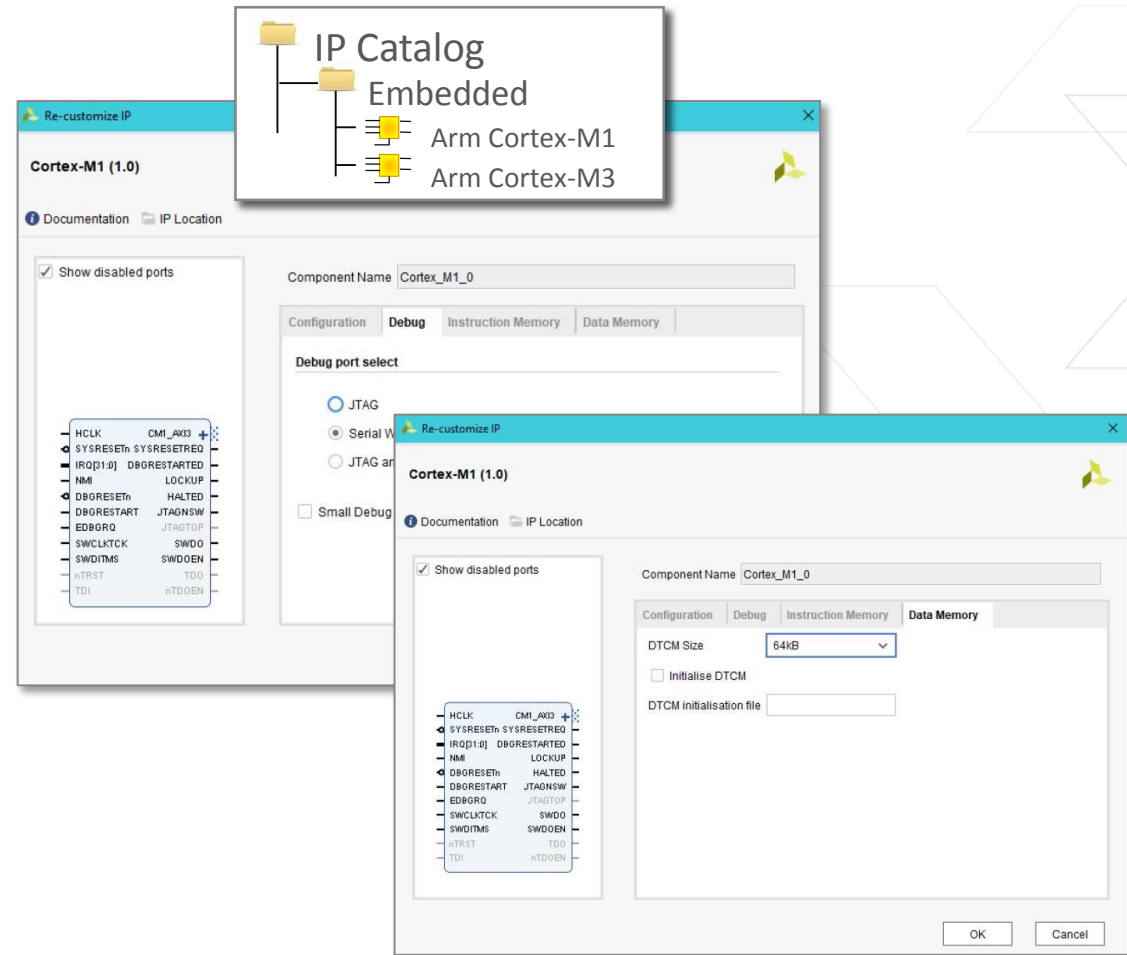 IP Catalog
Embedded
Arm Cortex-M1
Arm Cortex-M3
Re-customize IP
Cortex-M1 (1.0)
Documentation IP Location
Show disabled ports
HCLK CM1_AXI3
SYSRESETn SYSRESETREQ
IRQ[31:0] DBGRESTARTED
NMI LOCKUP
DBGRESETn HALTED
DBGRESTART JTAGNSW
EDBGRQ JTAGTOP
SWCLKTCK SWDO
SWDITMS SWDOEN
nTRST TDO
TDI nTDOEN
Component Name Cortex_M1_0
Configuration Debug Instruction Memory Data Memory
Debug port select
JTAG
Serial W
JTAG an
Small Debug
Re-customize IP
Cortex-M1 (1.0)
Documentation IP Location
Show disabled ports
HCLK CM1_AXI3
SYSRESETn SYSRESETREQ
IRQ[31:0] DBGRESTARTED
NMI LOCKUP
DBGRESETn HALTED
DBGRESTART JTAGNSW
EDBGRQ JTAGTOP
SWCLKTCK SWDO
SWDITMS SWDOEN
nTRST TDO
TDI nTDOEN
Component Name Cortex_M1_0
Configuration Debug Instruction Memory Data Memory
DTCM Size 64kB
Initialise DTCM
DTCM initialisation file
OK Cancel